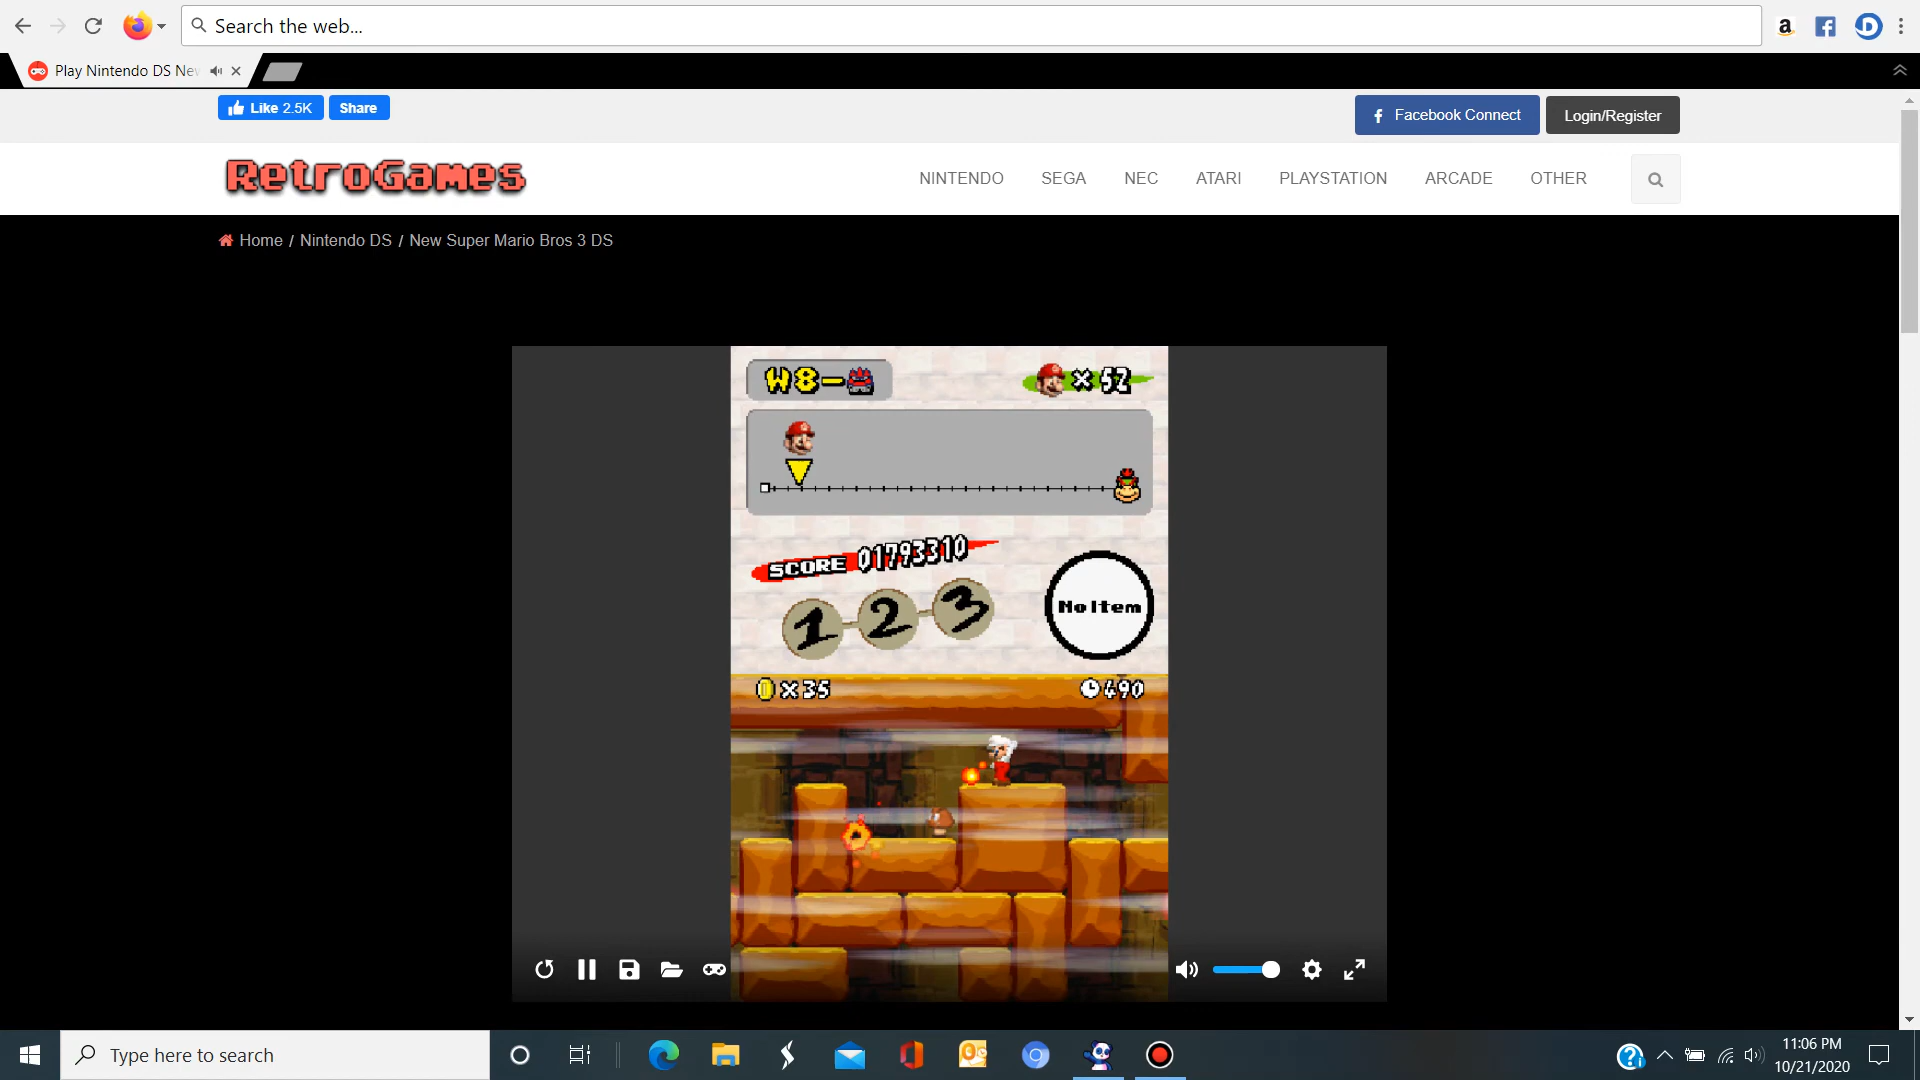 Search the web...
a
Play Nintendo DS Ne
Like 2.5K
Share
Facebook Connect
Login/Register
RetroGames
NINTENDO
SEGA
NEC
ATARI
PLAYSTATION
ARCADE
OTHER
Home / Nintendo DS / New Super Mario Bros 3 DS
W8-
×52
SCORE 01793310
1 2 3
No Item
×35
490
Type here to search
11:06 PM
10/21/2020